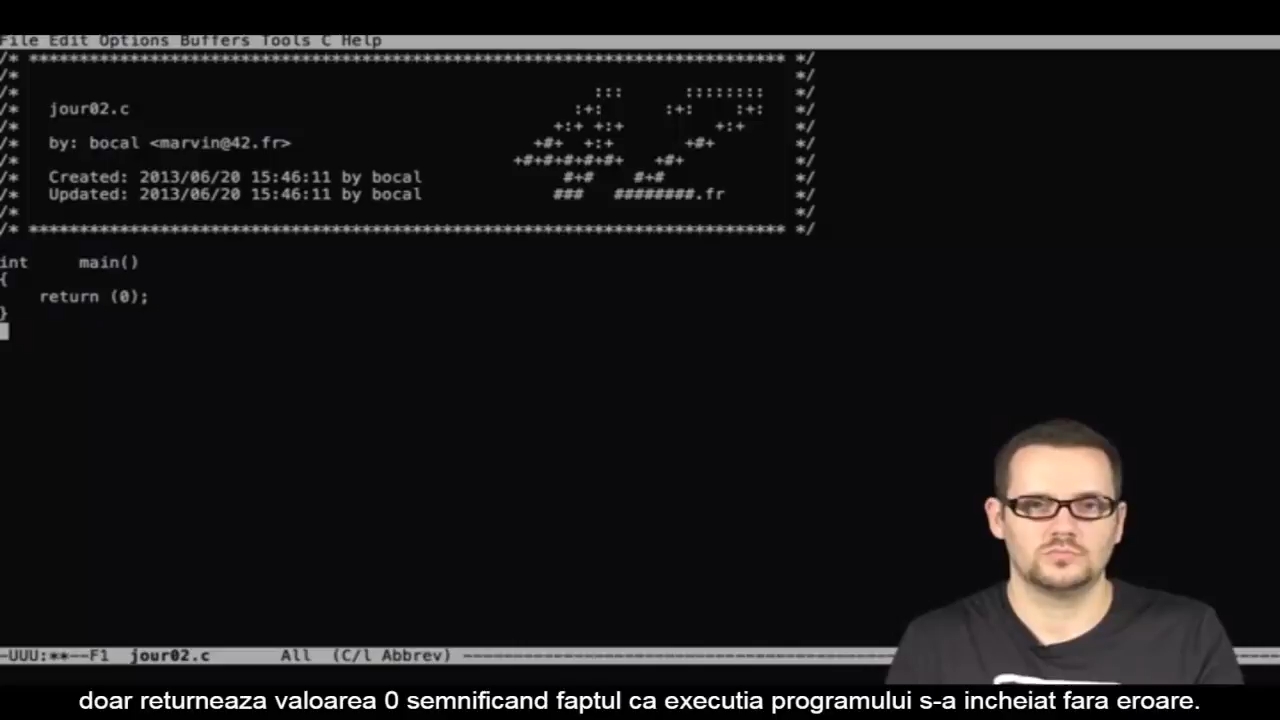 File Edit Options Buffers Tools C Help
/* ************************************************************************** */
/*                                                                            */
/*                                                        :::      ::::::::   */
/*   jour02.c                                           :+:      :+:    :+:   */
/*                                                    +:+ +:+         +:+     */
/*   by: bocal <marvin@42.fr>                       +#+  +:+       +#+        */
/*                                                +#+#+#+#+#+   +#+           */
/*   Created: 2013/06/20 15:46:11 by bocal             #+#    #+#             */
/*   Updated: 2013/06/20 15:46:11 by bocal            ###   ########.fr       */
/*                                                                            */
/* ************************************************************************** */
int     main()
{
    return (0);
}
-UUU:**--F1  jour02.c       All  (C/l Abbrev) --------------------------------------------
doar returneaza valoarea 0 semnificand faptul ca executia programului s-a incheiat fara eroare.